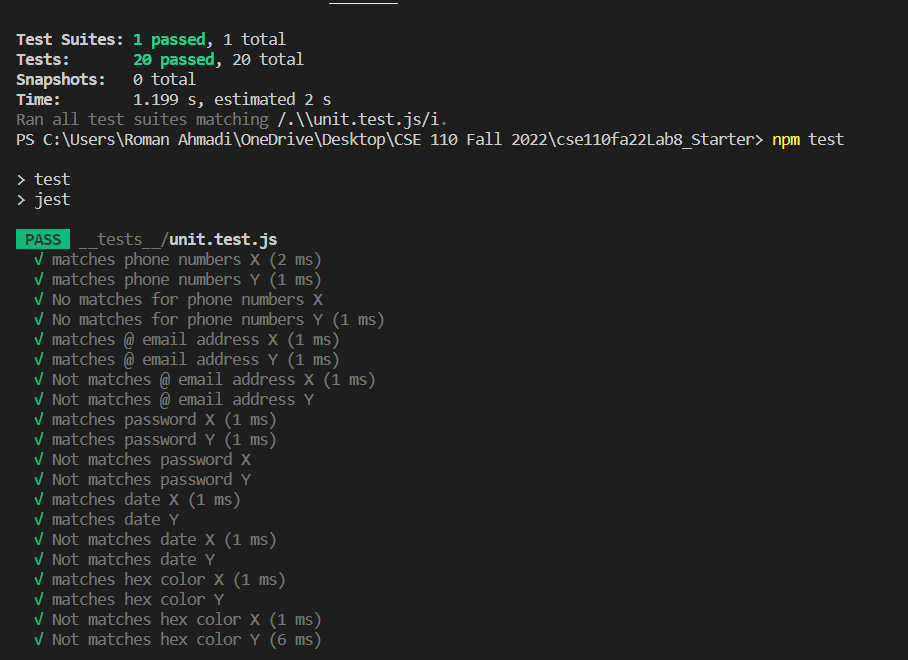 Test Suites: 1 passed, 1 total
Tests:       20 passed, 20 total
Snapshots:   0 total
Time:        1.199 s, estimated 2 s
Ran all test suites matching /.\\unit.test.js/i.
PS C:\Users\Roman Ahmadi\OneDrive\Desktop\CSE 110 Fall 2022\cse110fa22Lab8_Starter> npm test
> test
> jest
PASS __tests__/unit.test.js
√ matches phone numbers X (2 ms)
√ matches phone numbers Y (1 ms)
√ No matches for phone numbers X
√ No matches for phone numbers Y (1 ms)
√ matches @ email address X (1 ms)
√ matches @ email address Y (1 ms)
√ Not matches @ email address X (1 ms)
√ Not matches @ email address Y
√ matches password X (1 ms)
√ matches password Y (1 ms)
√ Not matches password X
√ Not matches password Y
√ matches date X (1 ms)
√ matches date Y
√ Not matches date X (1 ms)
√ Not matches date Y
√ matches hex color X (1 ms)
√ matches hex color Y
√ Not matches hex color X (1 ms)
√ Not matches hex color Y (6 ms)